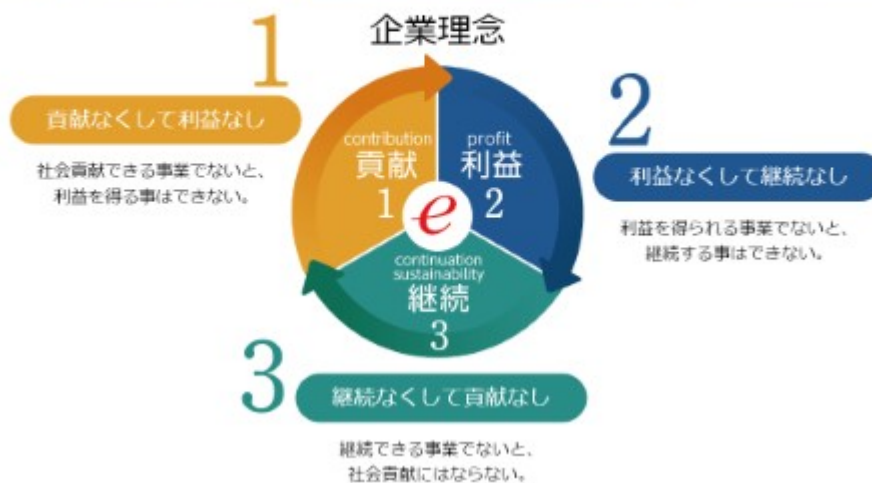 企業理念
1
貢献なくして利益なし
社会貢献できる事業でないと、
利益を得る事はできない。
contribution
貢献
1
profit
利益
2
e
continuation
sustainability
継続
3
2
利益なくして継続なし
利益を得られる事業でないと、
継続する事はできない。
3
継続なくして貢献なし
継続できる事業でないと、
社会貢献にはならない。